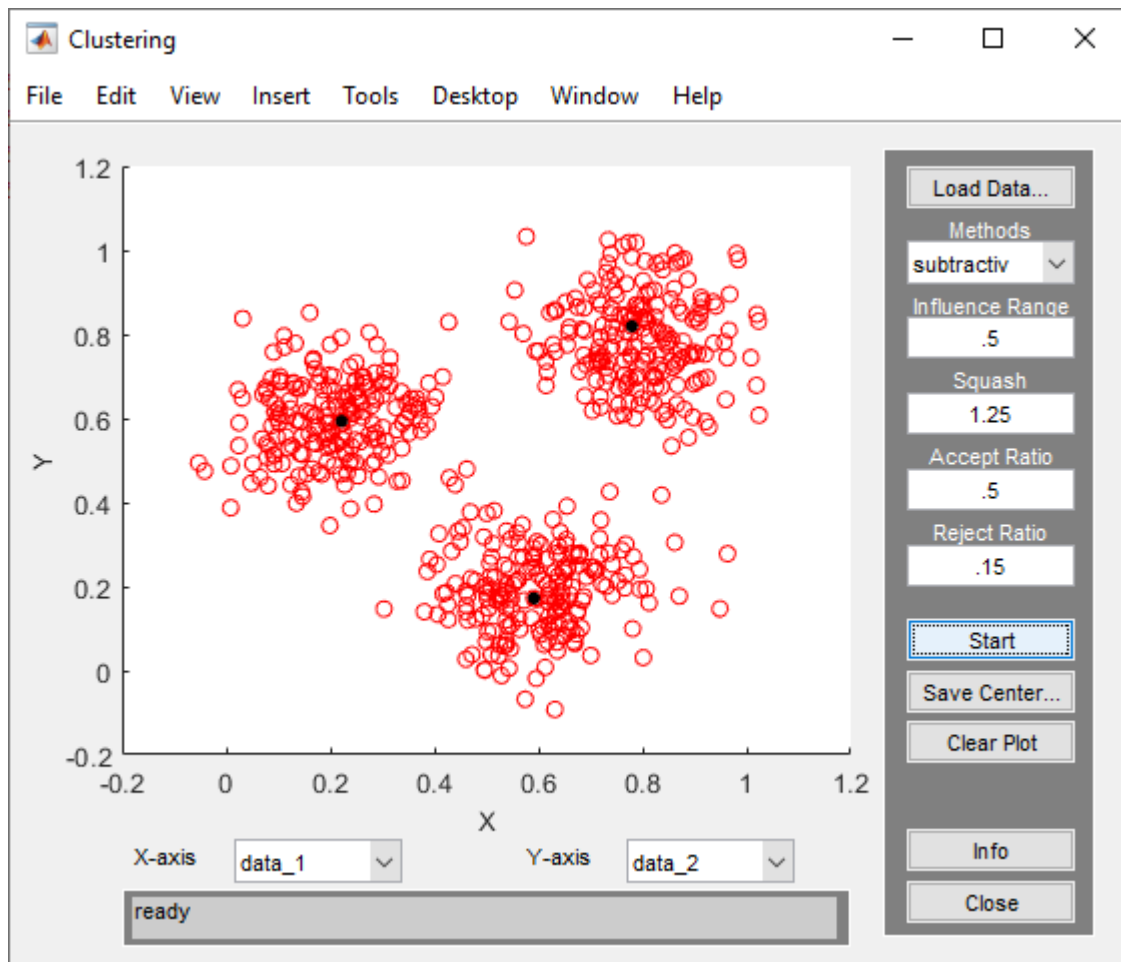 Clustering
File Edit View Insert Tools Desktop Window Help
1.2
1
0.8
0.6
0.4
0.2
0
-0.2
Y
-0.2 0 0.2 0.4 0.6 0.8 1 1.2
X
X-axis data_1 Y-axis data_2
ready
Load Data...
Methods
subtractiv
Influence Range
.5
Squash
1.25
Accept Ratio
.5
Reject Ratio
.15
Start
Save Center...
Clear Plot
Info
Close